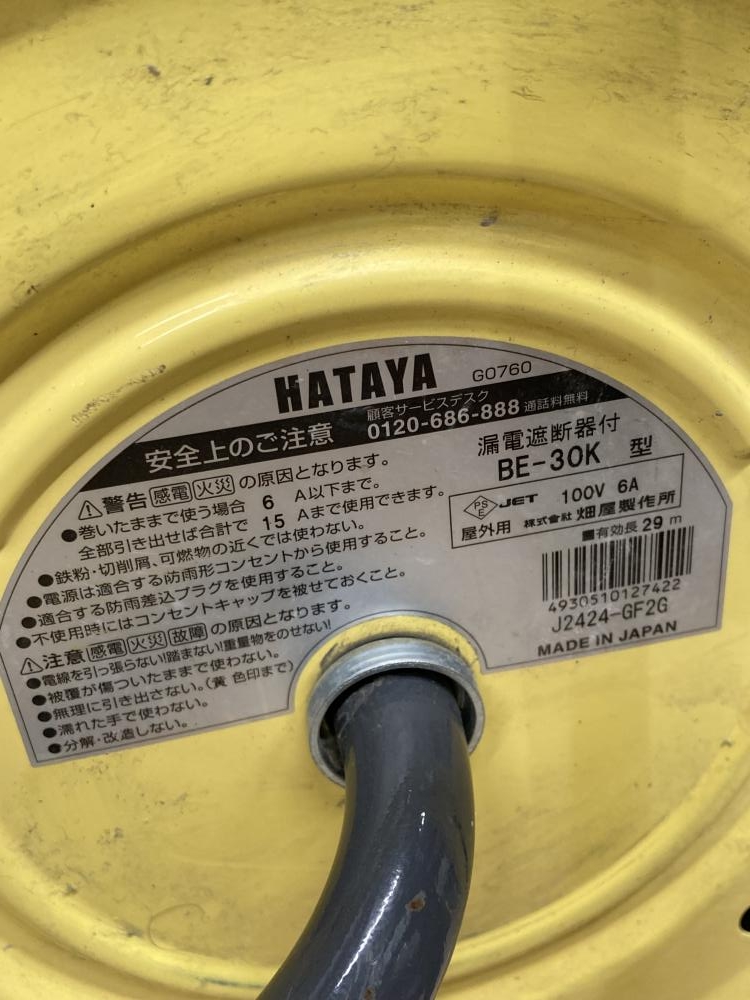 HATAYA GO760
安全上のご注意
顧客サービスデスク
0120-686-888 通話料無料
⚠警告 感電 火災 の原因となります。
●巻いたままで使う場合 6 A以下まで。
全部引き出せば合計で 15 Aまで使用できます。
●鉄粉・切削屑、可燃物の近くでは使わない。
●電源は適合する防雨形コンセントから使用すること。
●適合する防雨差込プラグを使用すること。
●不使用時にはコンセントキャップを被せておくこと。
⚠注意 感電 火災 故障 の原因となります。
●電線を引っ張らない!踏まない!重量物をのせない!
●被覆が傷ついたままで使わない。
●無理に引き出さない。(黄 色印まで)
●濡れた手で使わない。
●分解・改造しない。
漏電遮断器付
BE-30K 型
PSE JET 100V 6A
屋外用 株式会社 畑屋製作所
■有効長 29 m
4930510127422
J2424-GF2G
MADE IN JAPAN